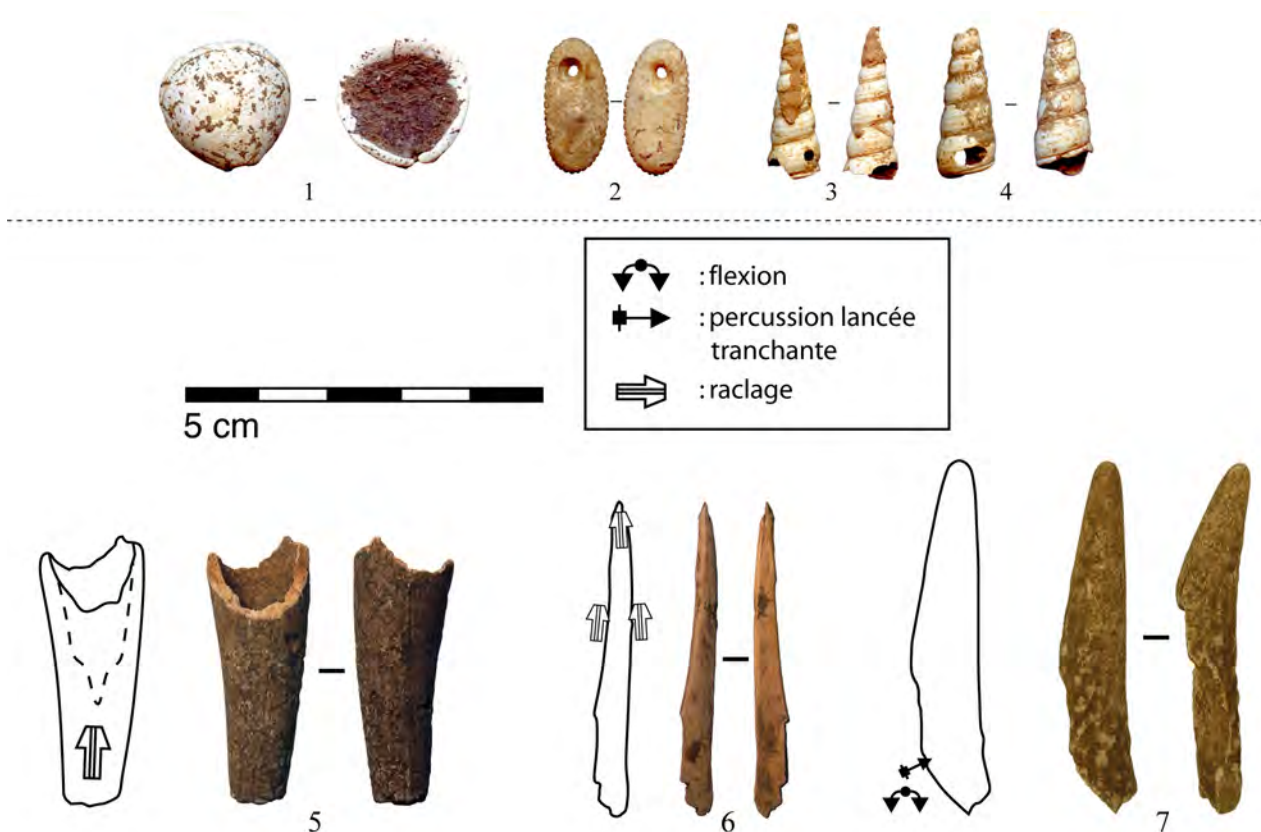 1
2
3
4
: flexion
: percussion lancée
tranchante
: raclage
5 cm
5
6
7